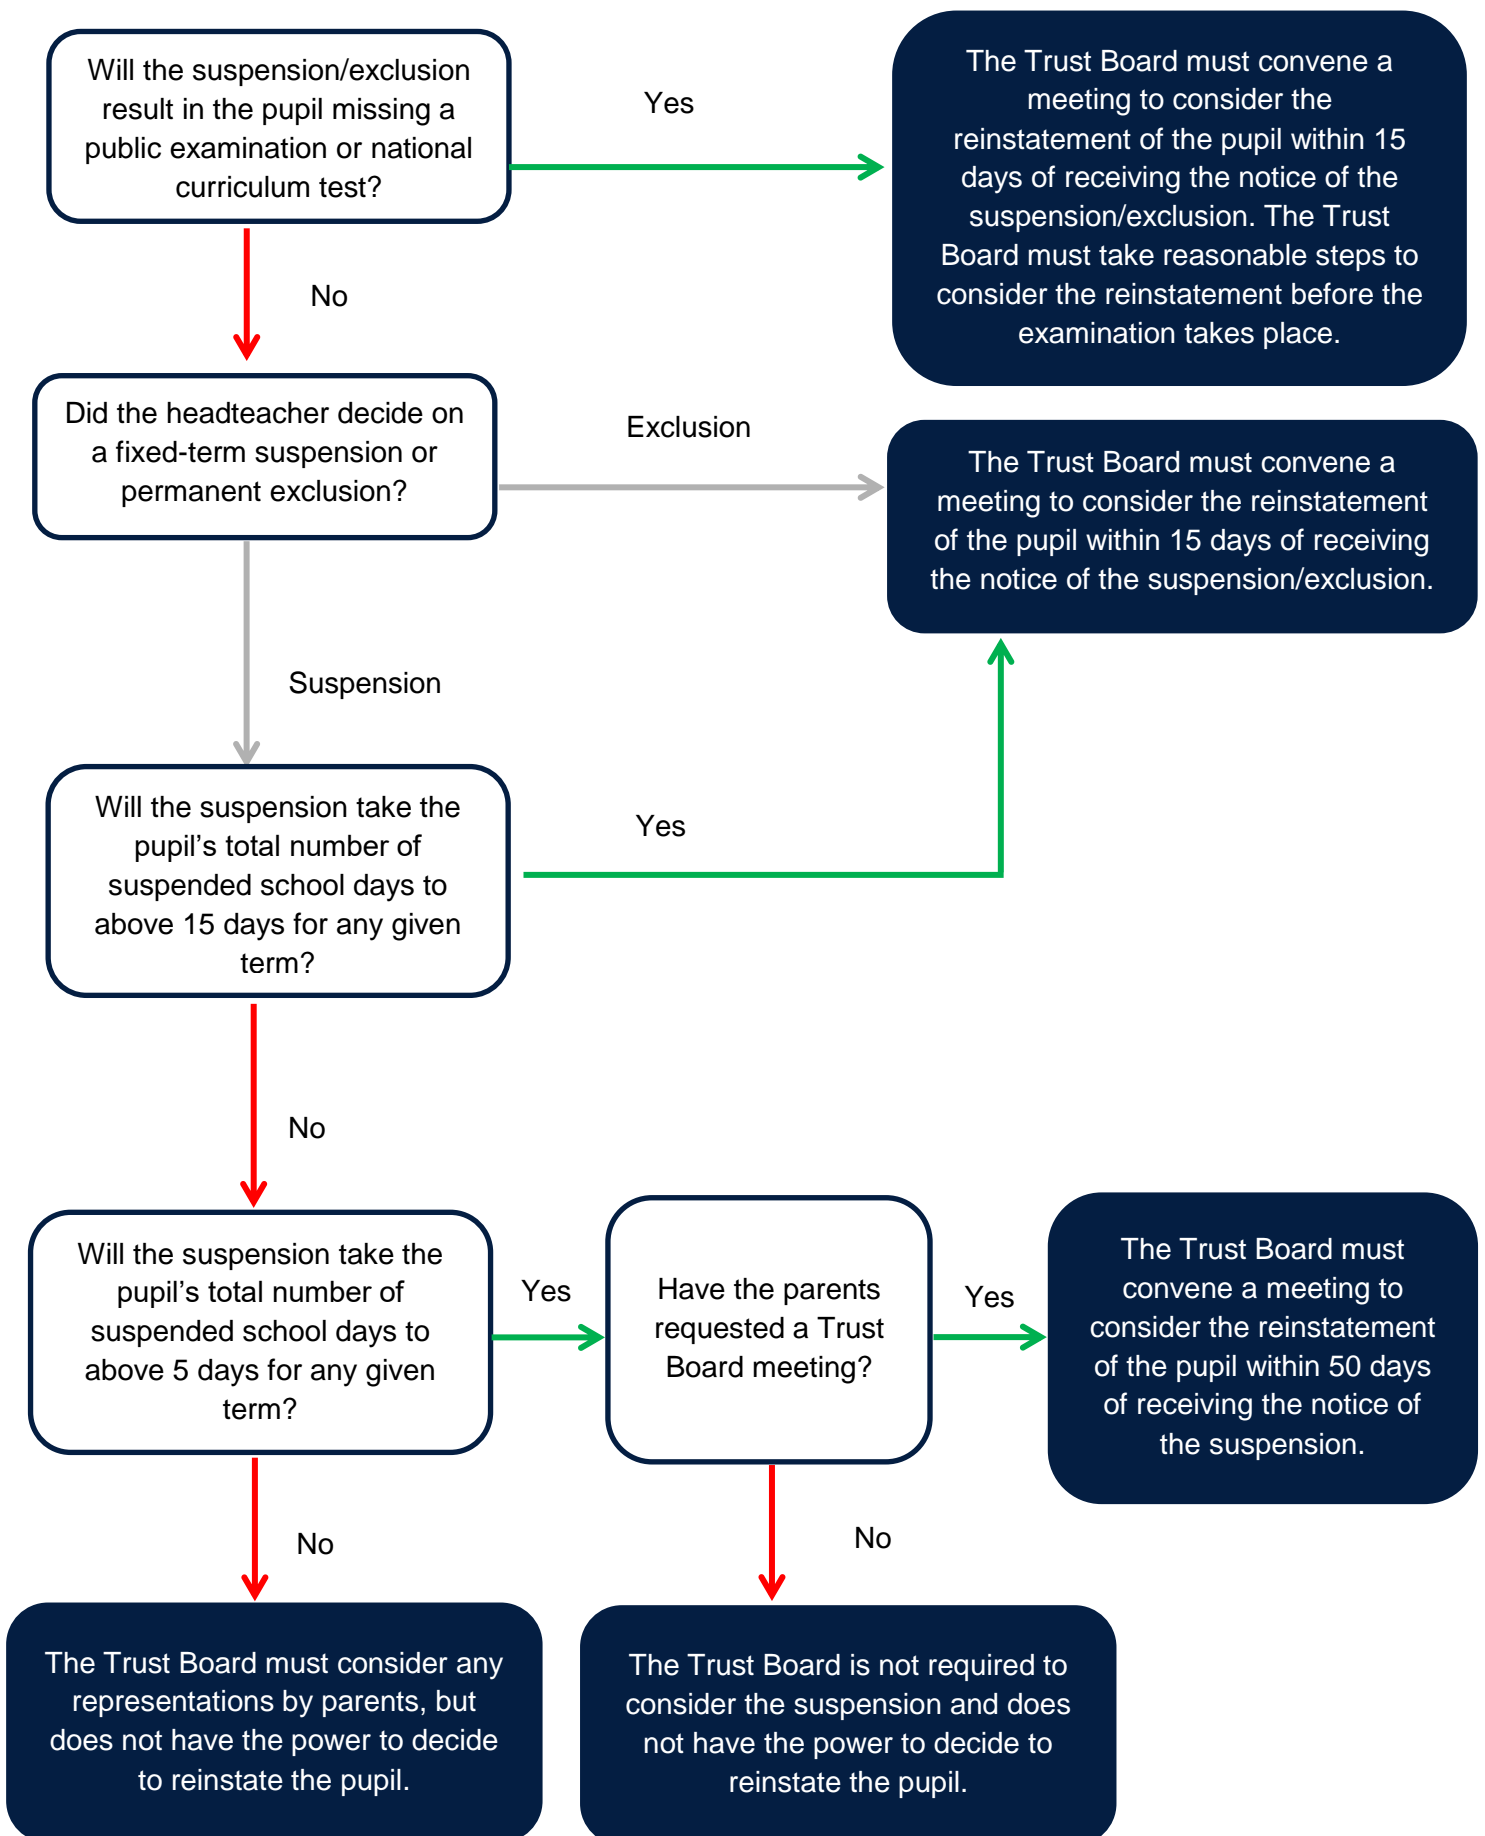 Will the suspension/exclusion
result in the pupil missing a
public examination or national
curriculum test?
Yes
The Trust Board must convene a
meeting to consider the
reinstatement of the pupil within 15
days of receiving the notice of the
suspension/exclusion. The Trust
Board must take reasonable steps to
consider the reinstatement before the
examination takes place.
No
Did the headteacher decide on
a fixed-term suspension or
permanent exclusion?
Exclusion
The Trust Board must convene a
meeting to consider the reinstatement
of the pupil within 15 days of receiving
the notice of the suspension/exclusion.
Suspension
Will the suspension take the
pupil’s total number of
suspended school days to
above 15 days for any given
term?
Yes
No
Will the suspension take the
pupil’s total number of
suspended school days to
above 5 days for any given
term?
Yes
Have the parents
requested a Trust
Board meeting?
Yes
The Trust Board must
convene a meeting to
consider the reinstatement
of the pupil within 50 days
of receiving the notice of
the suspension.
No
No
The Trust Board must consider any
representations by parents, but
does not have the power to decide
to reinstate the pupil.
The Trust Board is not required to
consider the suspension and does
not have the power to decide to
reinstate the pupil.